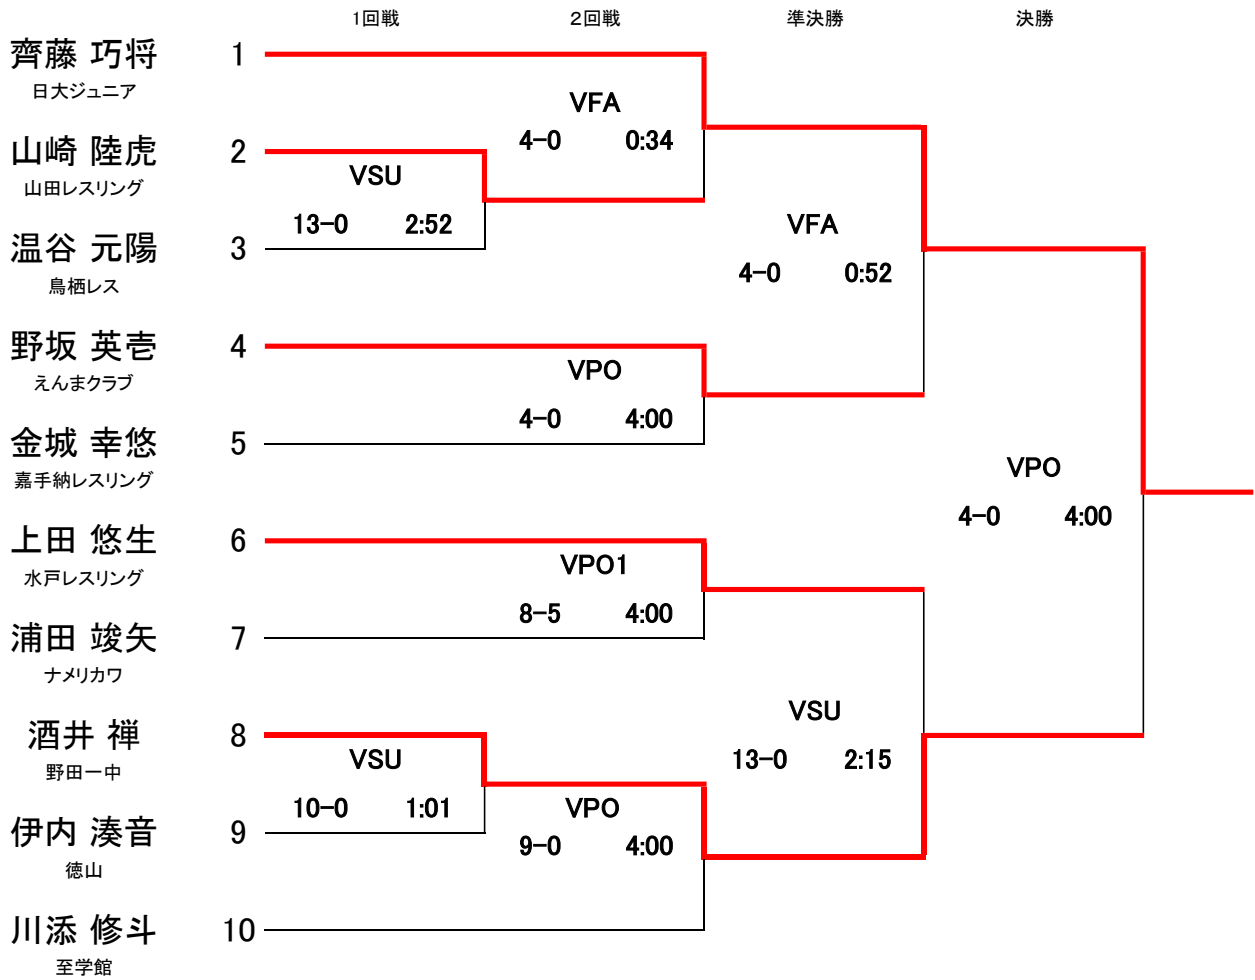 1回戦 2回戦 準決勝 決勝
齊藤 巧将 1
日大ジュニア
VFA
4-0 0:34
山崎 陸虎 2
山田レスリング
VSU
13-0 2:52
温谷 元陽 3
鳥栖レス
VFA
4-0 0:52
野坂 英壱 4
えんまクラブ
VPO
4-0 4:00
金城 幸悠 5
嘉手納レスリング
VPO
4-0 4:00
上田 悠生 6
水戸レスリング
VPO1
8-5 4:00
浦田 竣矢 7
ナメリカワ
VSU
13-0 2:15
酒井 禅 8
野田一中
VSU
10-0 1:01
伊内 湊音 9
徳山
VPO
9-0 4:00
川添 修斗 10
至学館